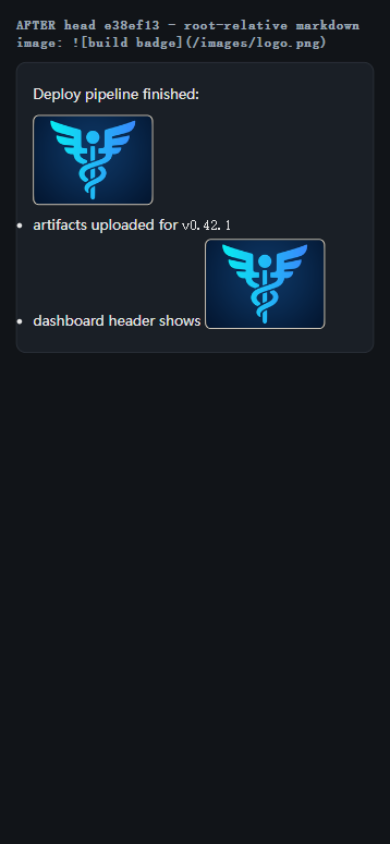 AFTER head e38ef13 - root-relative markdown
image: ![build badge](/images/logo.png)
Deploy pipeline finished:
• artifacts uploaded for v0.42.1
• dashboard header shows